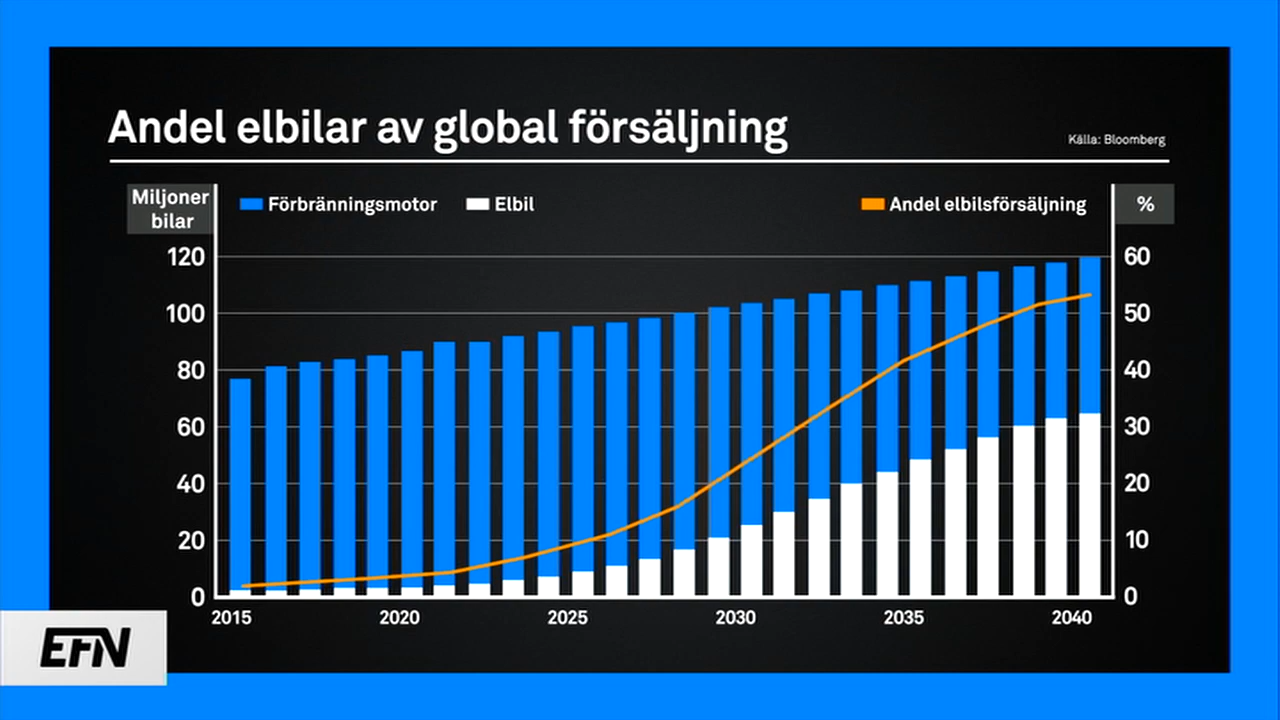 Andel elbilar av global försäljning
Källa: Bloomberg
Miljoner
bilar
Förbränningsmotor
Elbil
Andel elbilsförsäljning
%
120
100
80
60
40
20
0
60
50
40
30
20
10
0
2015
2020
2025
2030
2035
2040
EFN